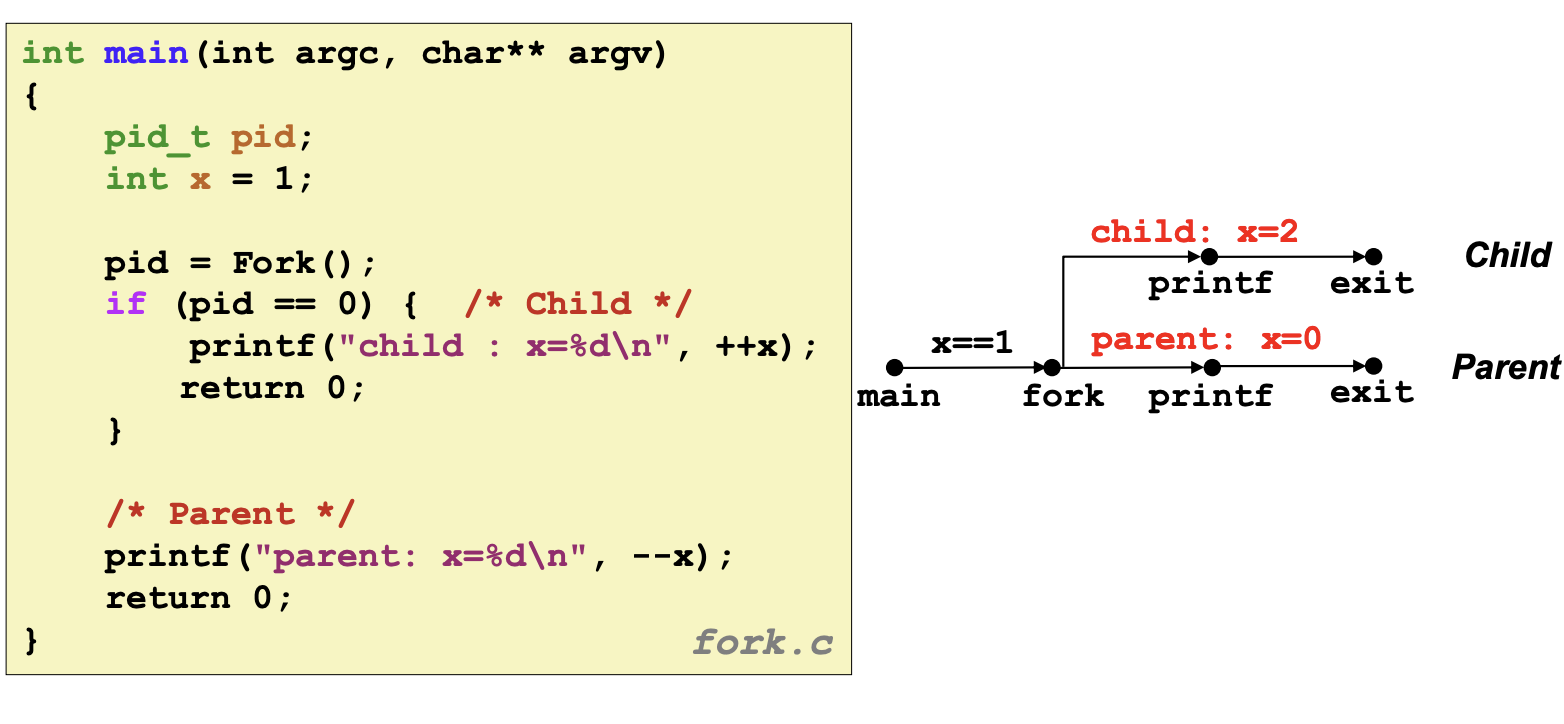 int main(int argc, char** argv)
{
    pid_t pid;
    int x = 1;

    pid = Fork();
    if (pid == 0) {  /* Child */
        printf("child : x=%d\n", ++x);
        return 0;
    }

    /* Parent */
    printf("parent: x=%d\n", --x);
    return 0;
}
fork.c
child: x=2
Child
printf exit
x==1 parent: x=0
Parent
main fork printf exit